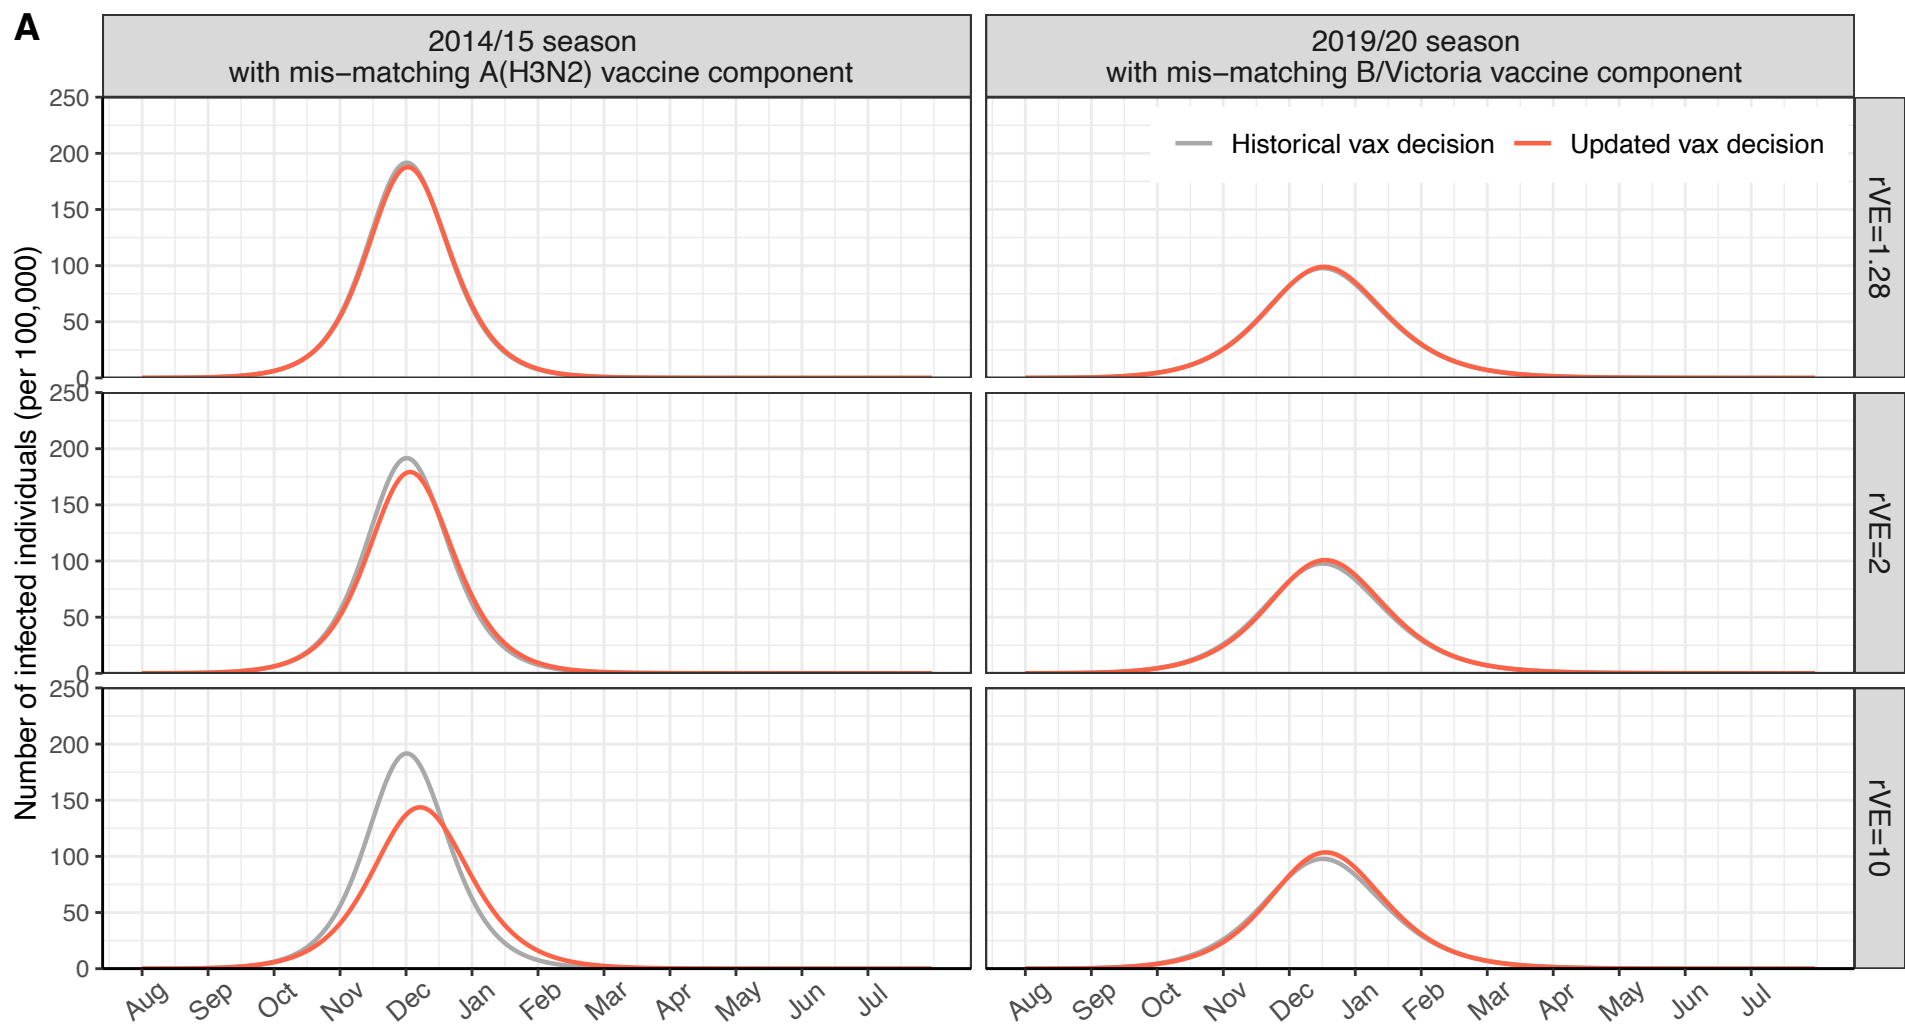 A
2014/15 season
with mis−matching A(H3N2) vaccine component
2019/20 season
with mis−matching B/Victoria vaccine component
Number of infected individuals (per 100,000)
250
200
150
100
50
0
Historical vax decision
Updated vax decision
rVE=1.28
250
200
150
100
50
0
rVE=2
250
200
150
100
50
0
rVE=10
Aug Sep Oct Nov Dec Jan Feb Mar Apr May Jun Jul
Aug Sep Oct Nov Dec Jan Feb Mar Apr May Jun Jul